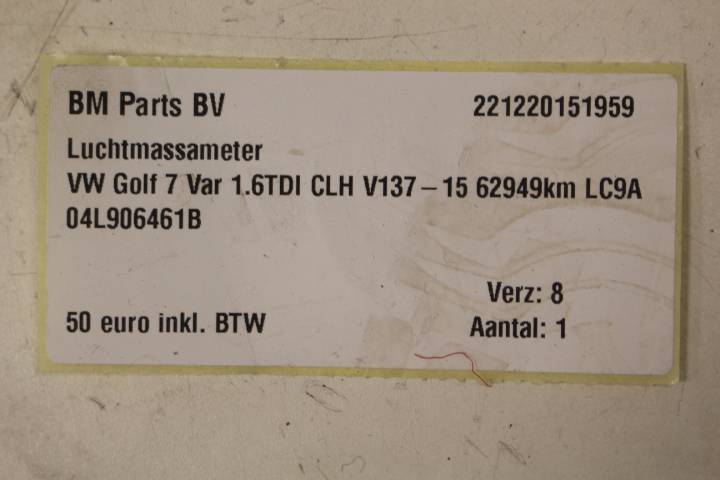 BM Parts BV 221220151959
Luchtmassameter
VW Golf 7 Var 1.6TDI CLH V137-15 62949km LC9A
04L906461B
Verz: 8
50 euro inkl. BTW Aantal: 1